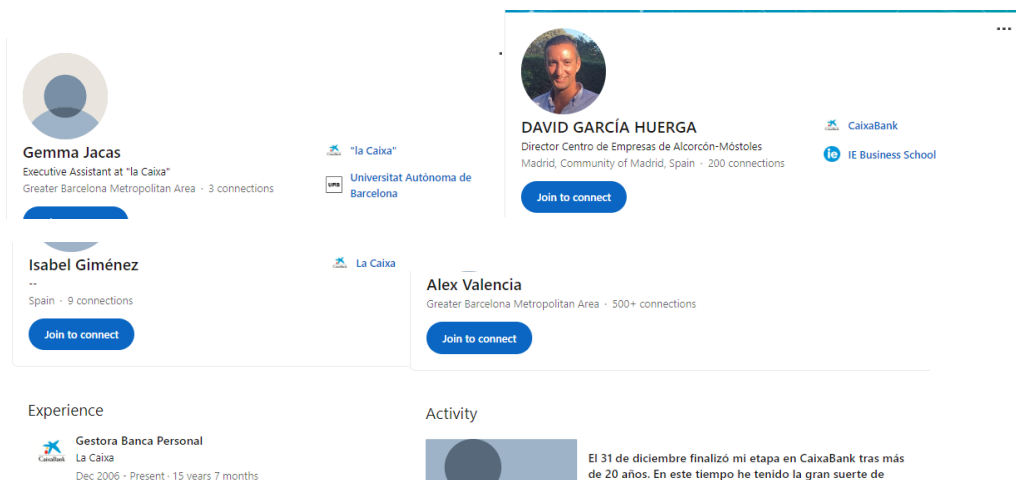 Gemma Jacas
Executive Assistant at "la Caixa"
Greater Barcelona Metropolitan Area · 3 connections
"la Caixa"
UAB
Universitat Autònoma de
Barcelona
DAVID GARCÍA HUERGA
Director Centro de Empresas de Alcorcón-Móstoles
Madrid, Community of Madrid, Spain · 200 connections
Join to connect
CaixaBank
ie
IE Business School
Isabel Giménez
--
Spain · 9 connections
Join to connect
La Caixa
Alex Valencia
Greater Barcelona Metropolitan Area · 500+ connections
Join to connect
Experience
CaixaBank
Gestora Banca Personal
La Caixa
Dec 2006 - Present · 15 years 7 months
Activity
El 31 de diciembre finalizó mi etapa en CaixaBank tras más
de 20 años. En este tiempo he tenido la gran suerte de